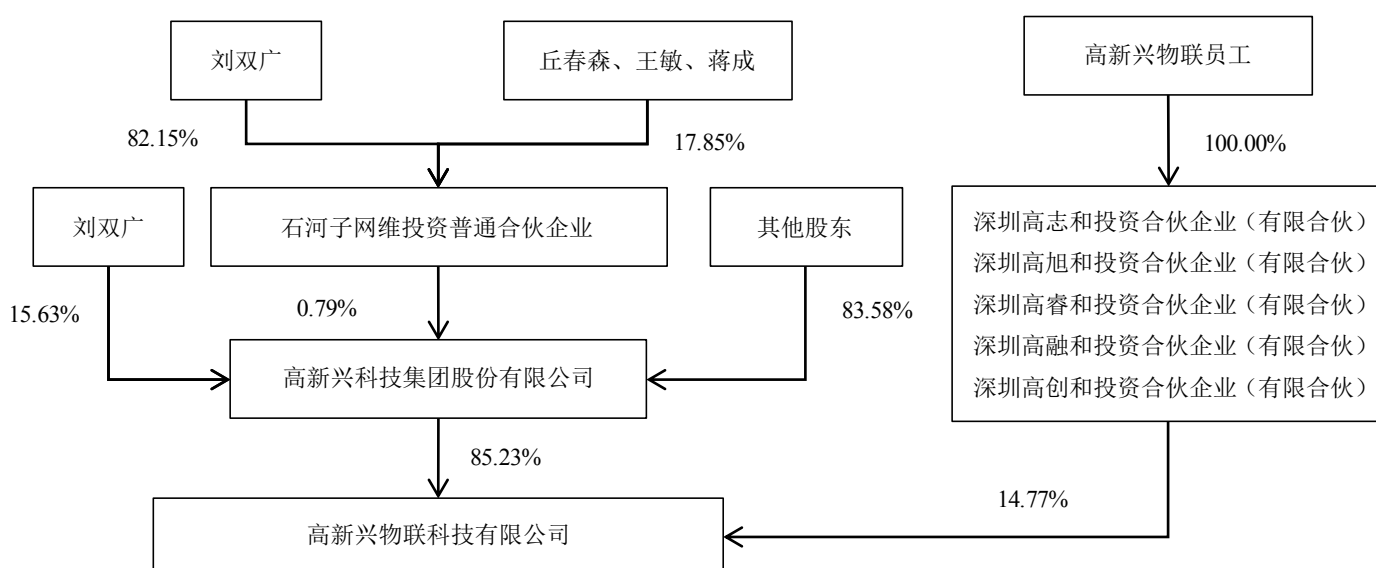 刘双广
丘春森、王敏、蒋成
高新兴物联员工
82.15%
17.85%
100.00%
刘双广
石河子网维投资普通合伙企业
其他股东
深圳高志和投资合伙企业（有限合伙）
深圳高旭和投资合伙企业（有限合伙）
深圳高睿和投资合伙企业（有限合伙）
深圳高融和投资合伙企业（有限合伙）
深圳高创和投资合伙企业（有限合伙）
15.63%
0.79%
83.58%
高新兴科技集团股份有限公司
85.23%
14.77%
高新兴物联科技有限公司